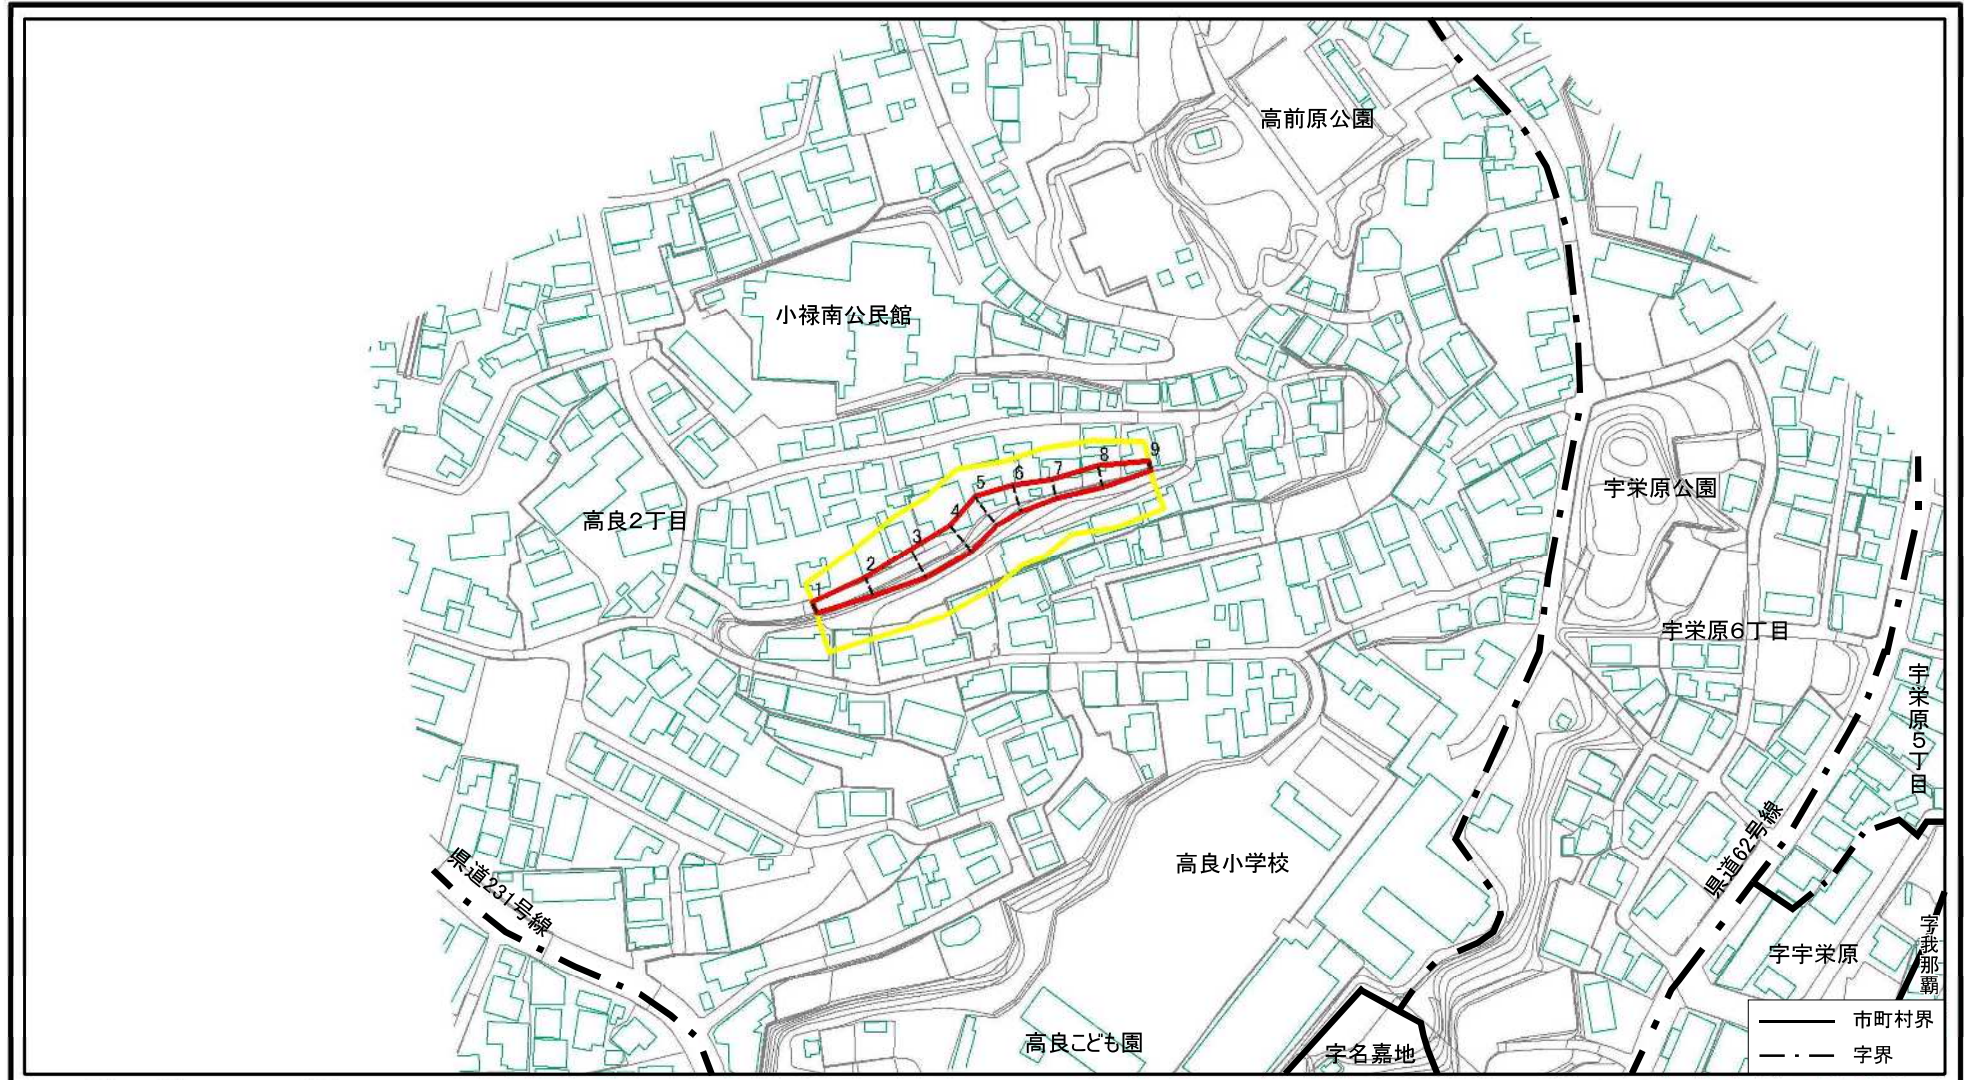 高前原公園
小禄南公民館
9
8
7
6
5
4
3
2
1
高良2丁目
宇栄原公園
宇栄原6丁目
宇栄原5丁目
県道62号線
県道231号線
高良小学校
字宇栄原
字我那覇
高良こども園
字名嘉地
市町村界
字界